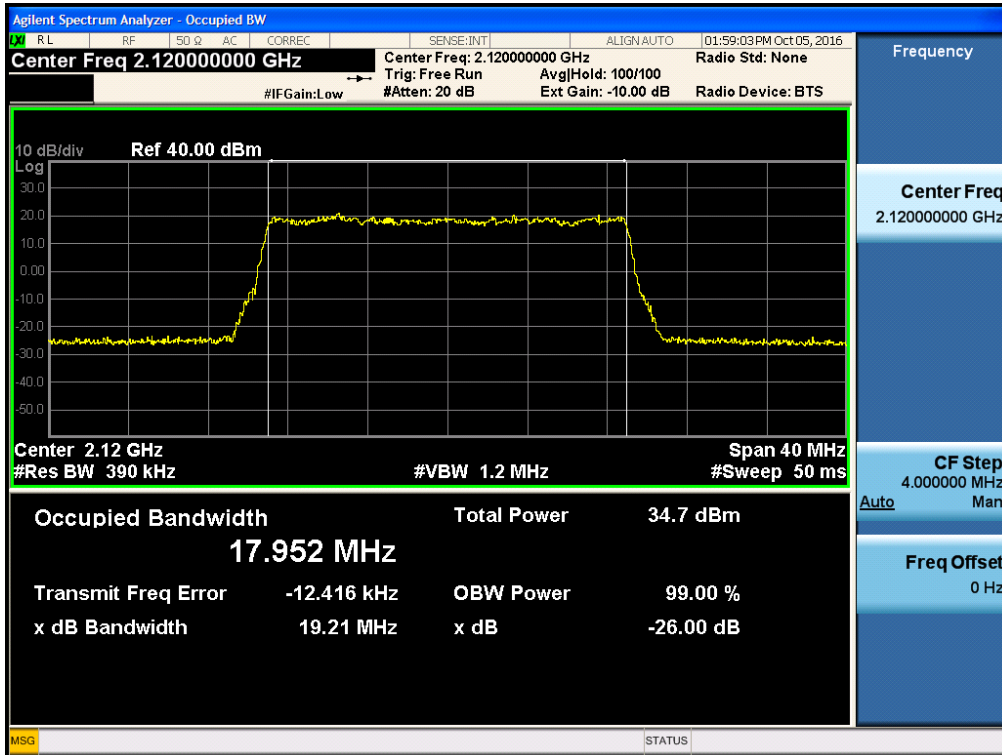 Agilent Spectrum Analyzer - Occupied BW
LXI RL RF 50 Ω AC CORREC SENSE:INT ALIGN AUTO 01:59:03 PM Oct 05, 2016
Center Freq 2.120000000 GHz
Center Freq: 2.120000000 GHz Radio Std: None
Trig: Free Run Avg|Hold: 100/100
#IFGain:Low #Atten: 20 dB Ext Gain: -10.00 dB Radio Device: BTS
10 dB/div Ref 40.00 dBm
Log
30.0
20.0
10.0
0.00
-10.0
-20.0
-30.0
-40.0
-50.0
Center 2.12 GHz Span 40 MHz
#Res BW 390 kHz #VBW 1.2 MHz #Sweep 50 ms
Occupied Bandwidth Total Power 34.7 dBm
17.952 MHz
Transmit Freq Error -12.416 kHz OBW Power 99.00 %
x dB Bandwidth 19.21 MHz x dB -26.00 dB
MSG STATUS
Frequency
Center Freq
2.120000000 GHz
CF Step
4.000000 MHz
Auto Man
Freq Offset
0 Hz